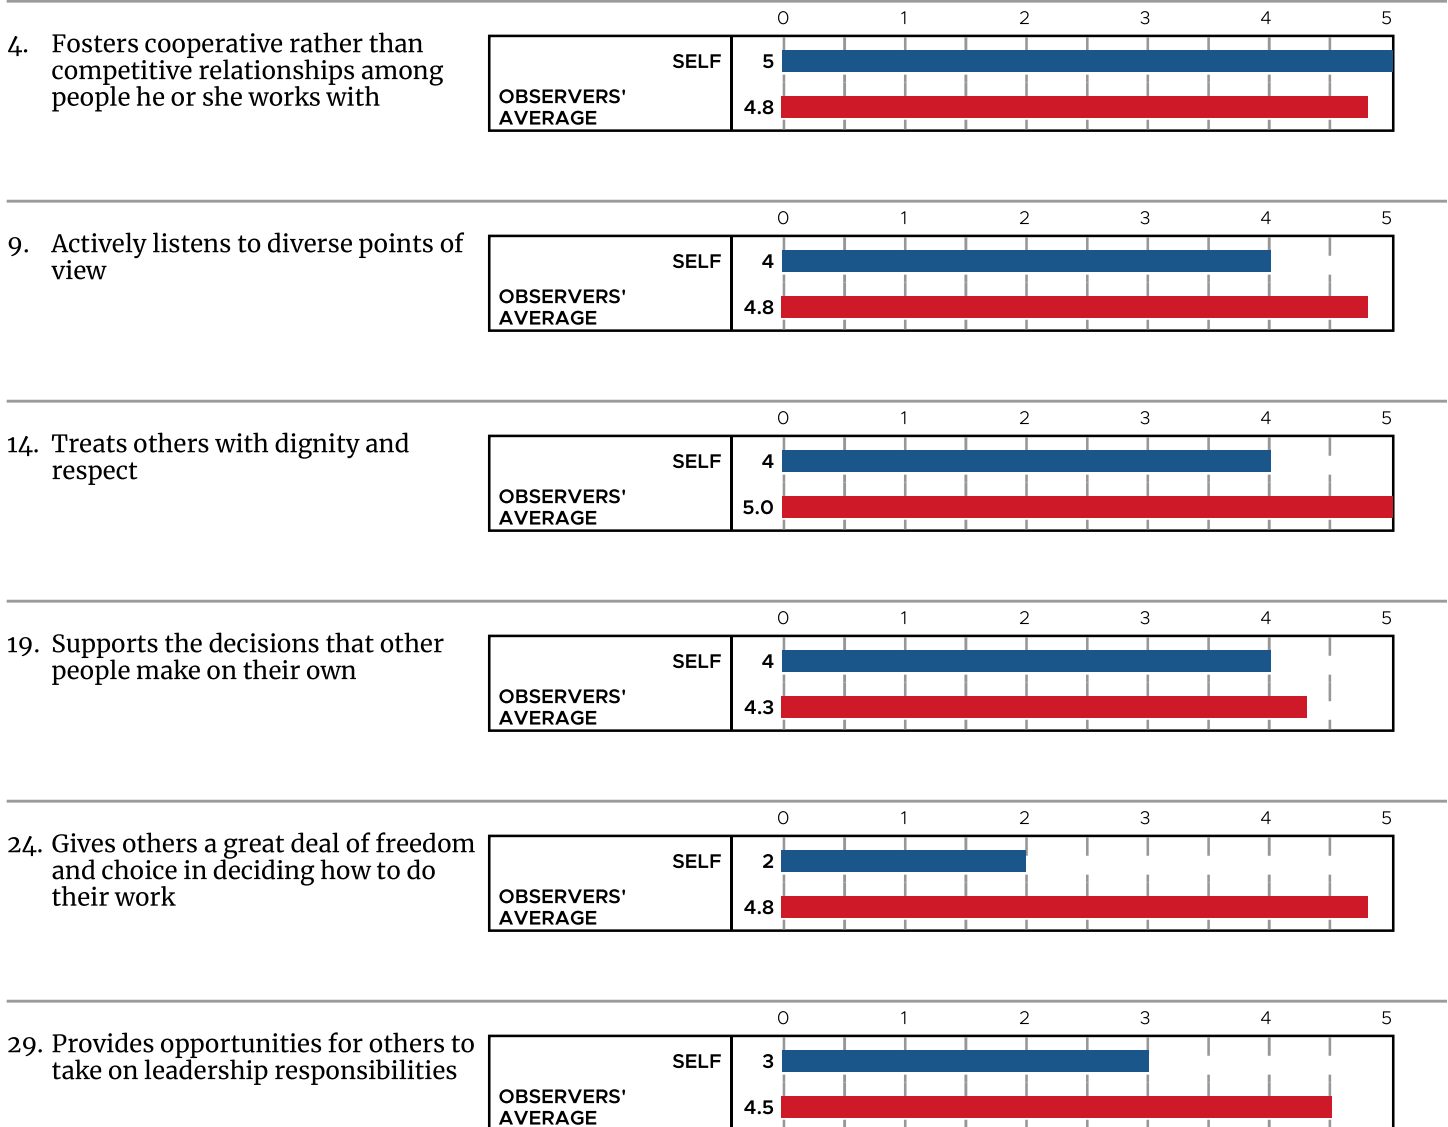 0 1 2 3 4 5
4. Fosters cooperative rather than
competitive relationships among
people he or she works with
SELF 5
OBSERVERS'
AVERAGE 4.8
0 1 2 3 4 5
9. Actively listens to diverse points of
view
SELF 4
OBSERVERS'
AVERAGE 4.8
0 1 2 3 4 5
14. Treats others with dignity and
respect
SELF 4
OBSERVERS'
AVERAGE 5.0
0 1 2 3 4 5
19. Supports the decisions that other
people make on their own
SELF 4
OBSERVERS'
AVERAGE 4.3
0 1 2 3 4 5
24. Gives others a great deal of freedom
and choice in deciding how to do
their work
SELF 2
OBSERVERS'
AVERAGE 4.8
0 1 2 3 4 5
29. Provides opportunities for others to
take on leadership responsibilities
SELF 3
OBSERVERS'
AVERAGE 4.5